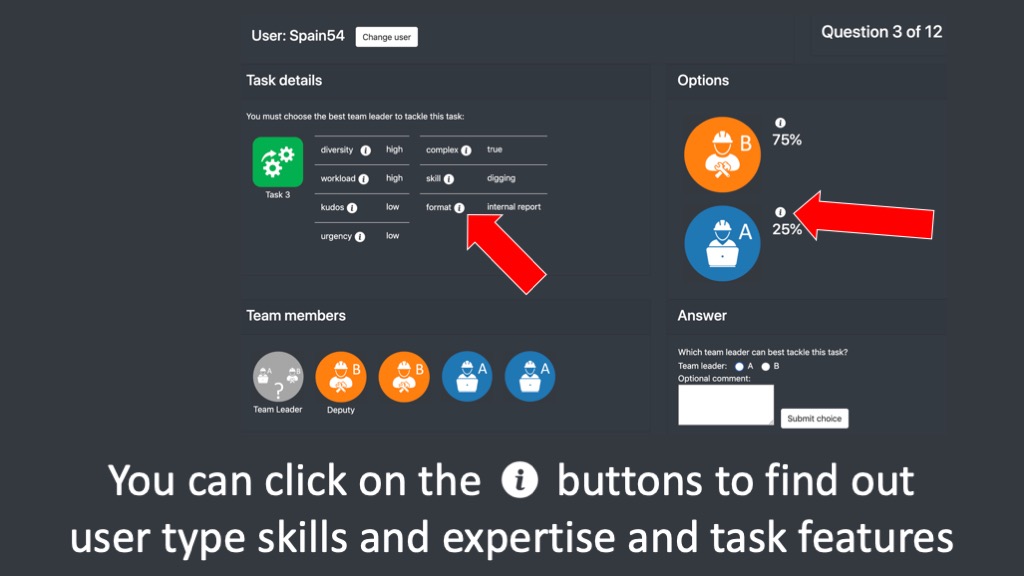 User: Spain54 Change user
Question 3 of 12
Task details
You must choose the best team leader to tackle this task:
Task 3
diversity i high
workload i high
kudos i low
urgency i low
complex i true
skill i digging
format i internal report
Options
B
i
75%
A
i
25%
Team members
A B
?
Team Leader
B
Deputy
B
A
A
Answer
Which team leader can best tackle this task?
Team leader: A B
Optional comment:
Submit choice
You can click on the i buttons to find out
user type skills and expertise and task features